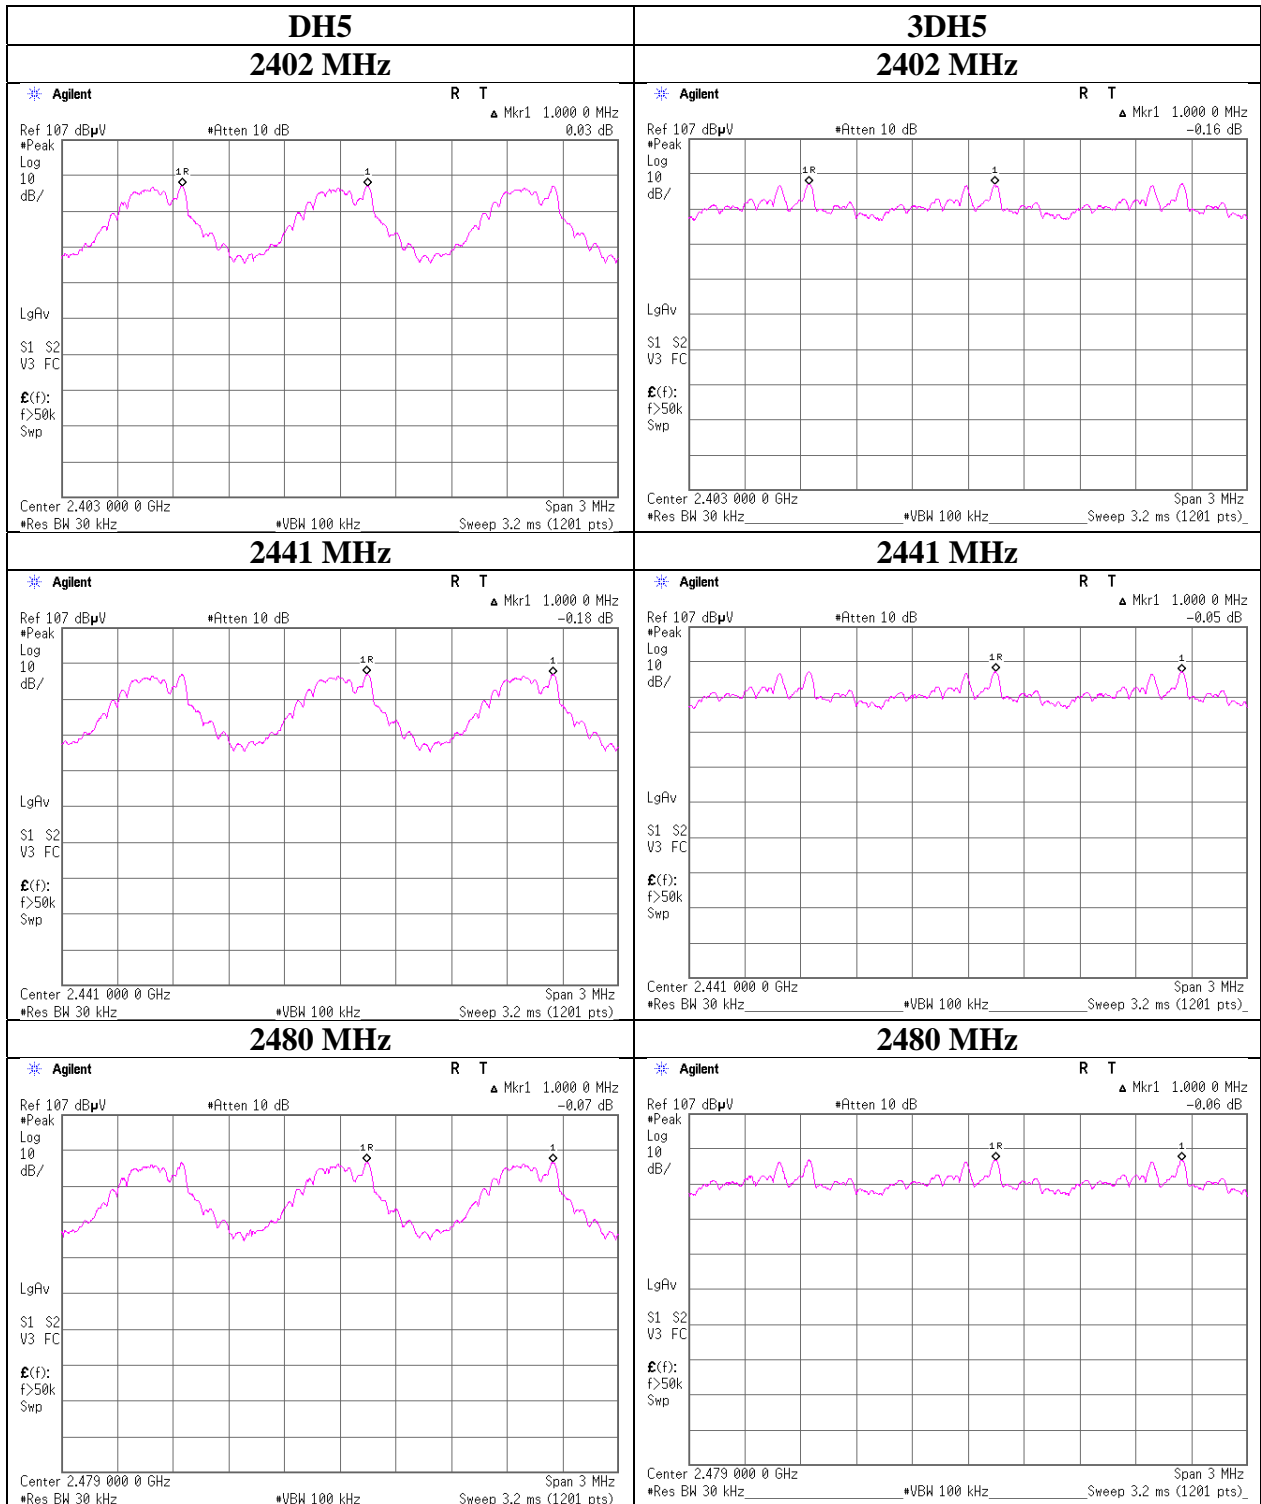 DH5 3DH5
2402 MHz 2402 MHz
Agilent R T
Δ Mkr1 1.000 0 MHz
Ref 107 dBµV #Atten 10 dB 0.03 dB
#Peak
Log
10
dB/
1R 1
LgAv
S1 S2
V3 FC
£(f):
f>50k
Swp
Center 2.403 000 0 GHz Span 3 MHz
#Res BW 30 kHz #VBW 100 kHz Sweep 3.2 ms (1201 pts)
Agilent R T
Δ Mkr1 1.000 0 MHz
Ref 107 dBµV #Atten 10 dB -0.16 dB
#Peak
Log
10
dB/
1R 1
LgAv
S1 S2
V3 FC
£(f):
f>50k
Swp
Center 2.403 000 0 GHz Span 3 MHz
#Res BW 30 kHz #VBW 100 kHz Sweep 3.2 ms (1201 pts)
2441 MHz 2441 MHz
Agilent R T
Δ Mkr1 1.000 0 MHz
Ref 107 dBµV #Atten 10 dB -0.18 dB
#Peak
Log
10
dB/
1R 1
LgAv
S1 S2
V3 FC
£(f):
f>50k
Swp
Center 2.441 000 0 GHz Span 3 MHz
#Res BW 30 kHz #VBW 100 kHz Sweep 3.2 ms (1201 pts)
Agilent R T
Δ Mkr1 1.000 0 MHz
Ref 107 dBµV #Atten 10 dB -0.05 dB
#Peak
Log
10
dB/
1R 1
LgAv
S1 S2
V3 FC
£(f):
f>50k
Swp
Center 2.441 000 0 GHz Span 3 MHz
#Res BW 30 kHz #VBW 100 kHz Sweep 3.2 ms (1201 pts)
2480 MHz 2480 MHz
Agilent R T
Δ Mkr1 1.000 0 MHz
Ref 107 dBµV #Atten 10 dB -0.07 dB
#Peak
Log
10
dB/
1R 1
LgAv
S1 S2
V3 FC
£(f):
f>50k
Swp
Center 2.479 000 0 GHz Span 3 MHz
#Res BW 30 kHz #VBW 100 kHz Sweep 3.2 ms (1201 pts)
Agilent R T
Δ Mkr1 1.000 0 MHz
Ref 107 dBµV #Atten 10 dB -0.06 dB
#Peak
Log
10
dB/
1R 1
LgAv
S1 S2
V3 FC
£(f):
f>50k
Swp
Center 2.479 000 0 GHz Span 3 MHz
#Res BW 30 kHz #VBW 100 kHz Sweep 3.2 ms (1201 pts)